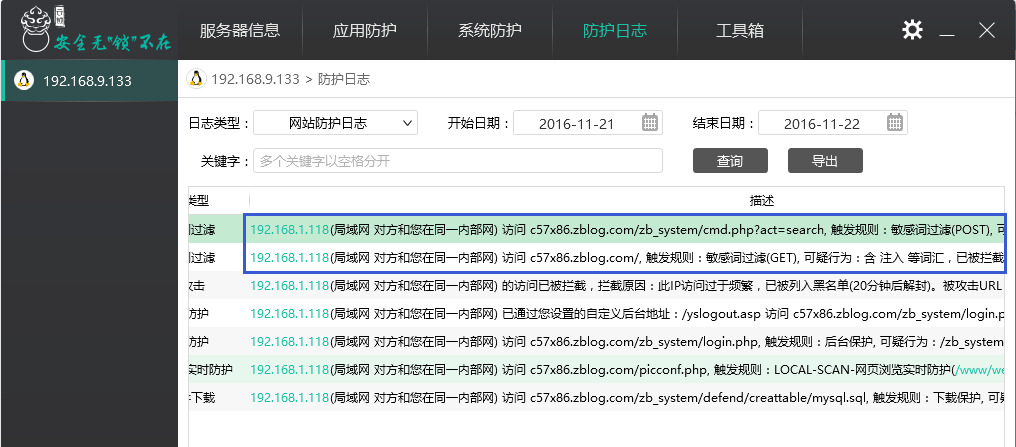 云锁
安全无"锁"不在
服务器信息 应用防护 系统防护 防护日志 工具箱
192.168.9.133
192.168.9.133 > 防护日志
日志类型： 网站防护日志 开始日期： 2016-11-21 结束日期： 2016-11-22
关键字： 多个关键字以空格分开 查询 导出
类型 描述
过滤 192.168.1.118(局域网 对方和您在同一内部网) 访问 c57x86.zblog.com/zb_system/cmd.php?act=search, 触发规则：敏感词过滤(POST), 可
过滤 192.168.1.118(局域网 对方和您在同一内部网) 访问 c57x86.zblog.com/, 触发规则：敏感词过滤(GET), 可疑行为：含 注入 等词汇，已被拦截
攻击 192.168.1.118(局域网 对方和您在同一内部网) 的访问已被拦截，拦截原因：此IP访问过于频繁，已被列入黑名单(20分钟后解封)。被攻击URL
防护 192.168.1.118(局域网 对方和您在同一内部网) 已通过您设置的自定义后台地址：/yslogout.asp 访问 c57x86.zblog.com/zb_system/login.p
防护 192.168.1.118(局域网 对方和您在同一内部网) 访问 c57x86.zblog.com/zb_system/login.php, 触发规则：后台保护, 可疑行为：/zb_system
实时防护 192.168.1.118(局域网 对方和您在同一内部网) 访问 c57x86.zblog.com/picconf.php, 触发规则：LOCAL-SCAN-网页浏览实时防护(/www/we
下载 192.168.1.118(局域网 对方和您在同一内部网) 访问 c57x86.zblog.com/zb_system/defend/creattable/mysql.sql, 触发规则：下载保护, 可疑